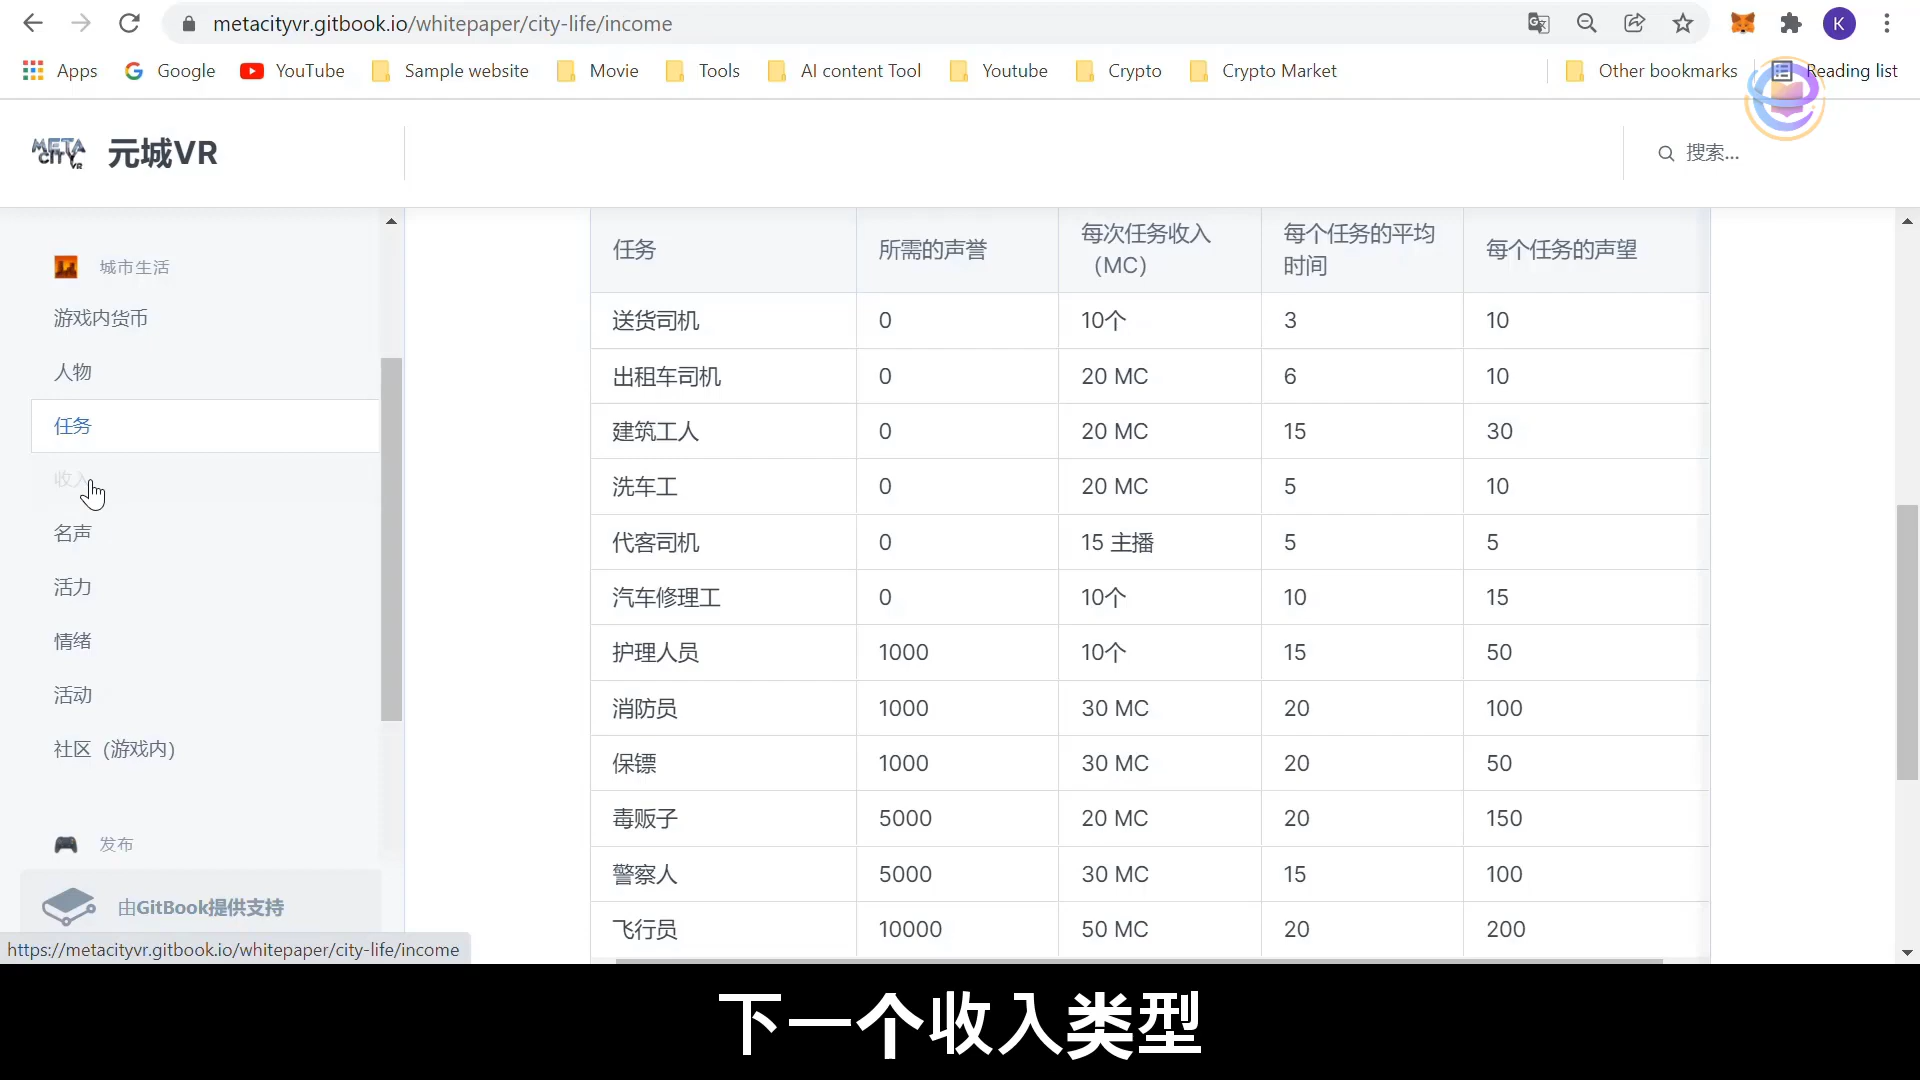 metacityvr.gitbook.io/whitepaper/city-life/income
K
Apps Google YouTube Sample website Movie Tools AI content Tool Youtube Crypto Crypto Market Other bookmarks Reading list
META CITY VR 元城VR 搜索...
城市生活
游戏内货币
人物
任务
收入
名声
活力
情绪
活动
社区（游戏内）
发布
由GitBook提供支持
https://metacityvr.gitbook.io/whitepaper/city-life/income
任务 所需的声誉 每次任务收入（MC） 每个任务的平均时间 每个任务的声望
送货司机 0 10个 3 10
出租车司机 0 20 MC 6 10
建筑工人 0 20 MC 15 30
洗车工 0 20 MC 5 10
代客司机 0 15 主播 5 5
汽车修理工 0 10个 10 15
护理人员 1000 10个 15 50
消防员 1000 30 MC 20 100
保镖 1000 30 MC 20 50
毒贩子 5000 20 MC 20 150
警察人 5000 30 MC 15 100
飞行员 10000 50 MC 20 200
下一个收入类型